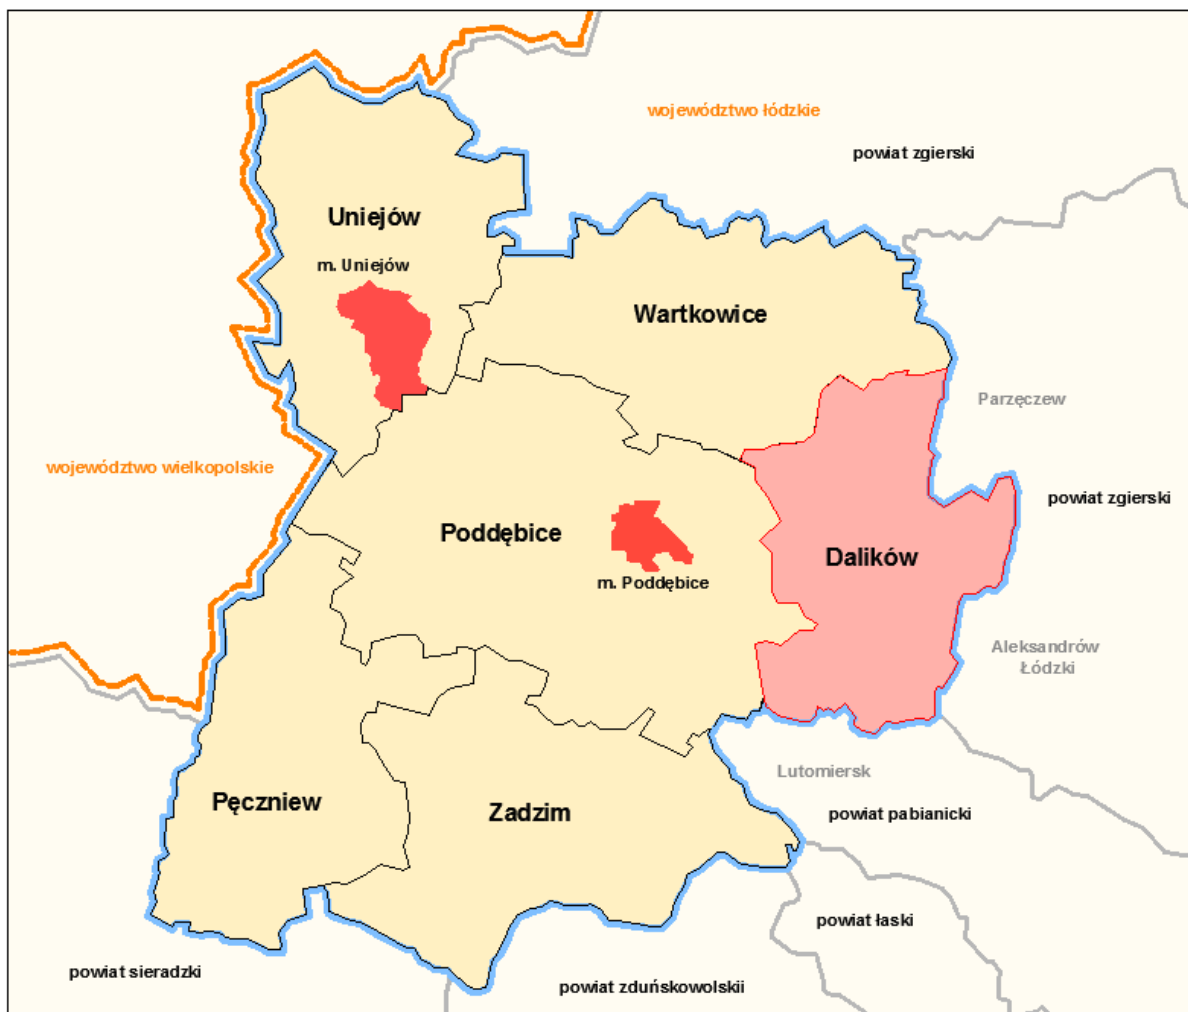 województwo łódzkie
powiat zgierski
Uniejów
m. Uniejów
Wartkowice
Parzęczew
województwo wielkopolskie
powiat zgierski
Poddębice
Dalików
m. Poddębice
Aleksandrów
Łódzki
Lutomiersk
Pęczniew
Zadzim
powiat pabianicki
powiat łaski
powiat sieradzki
powiat zduńskowolskii